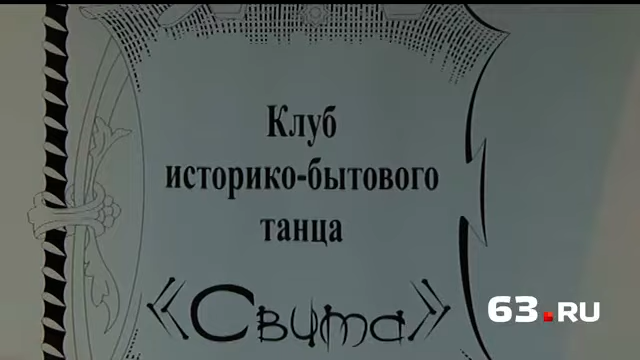 Клуб
историко-бытового
танца
«Свита»
63.RU